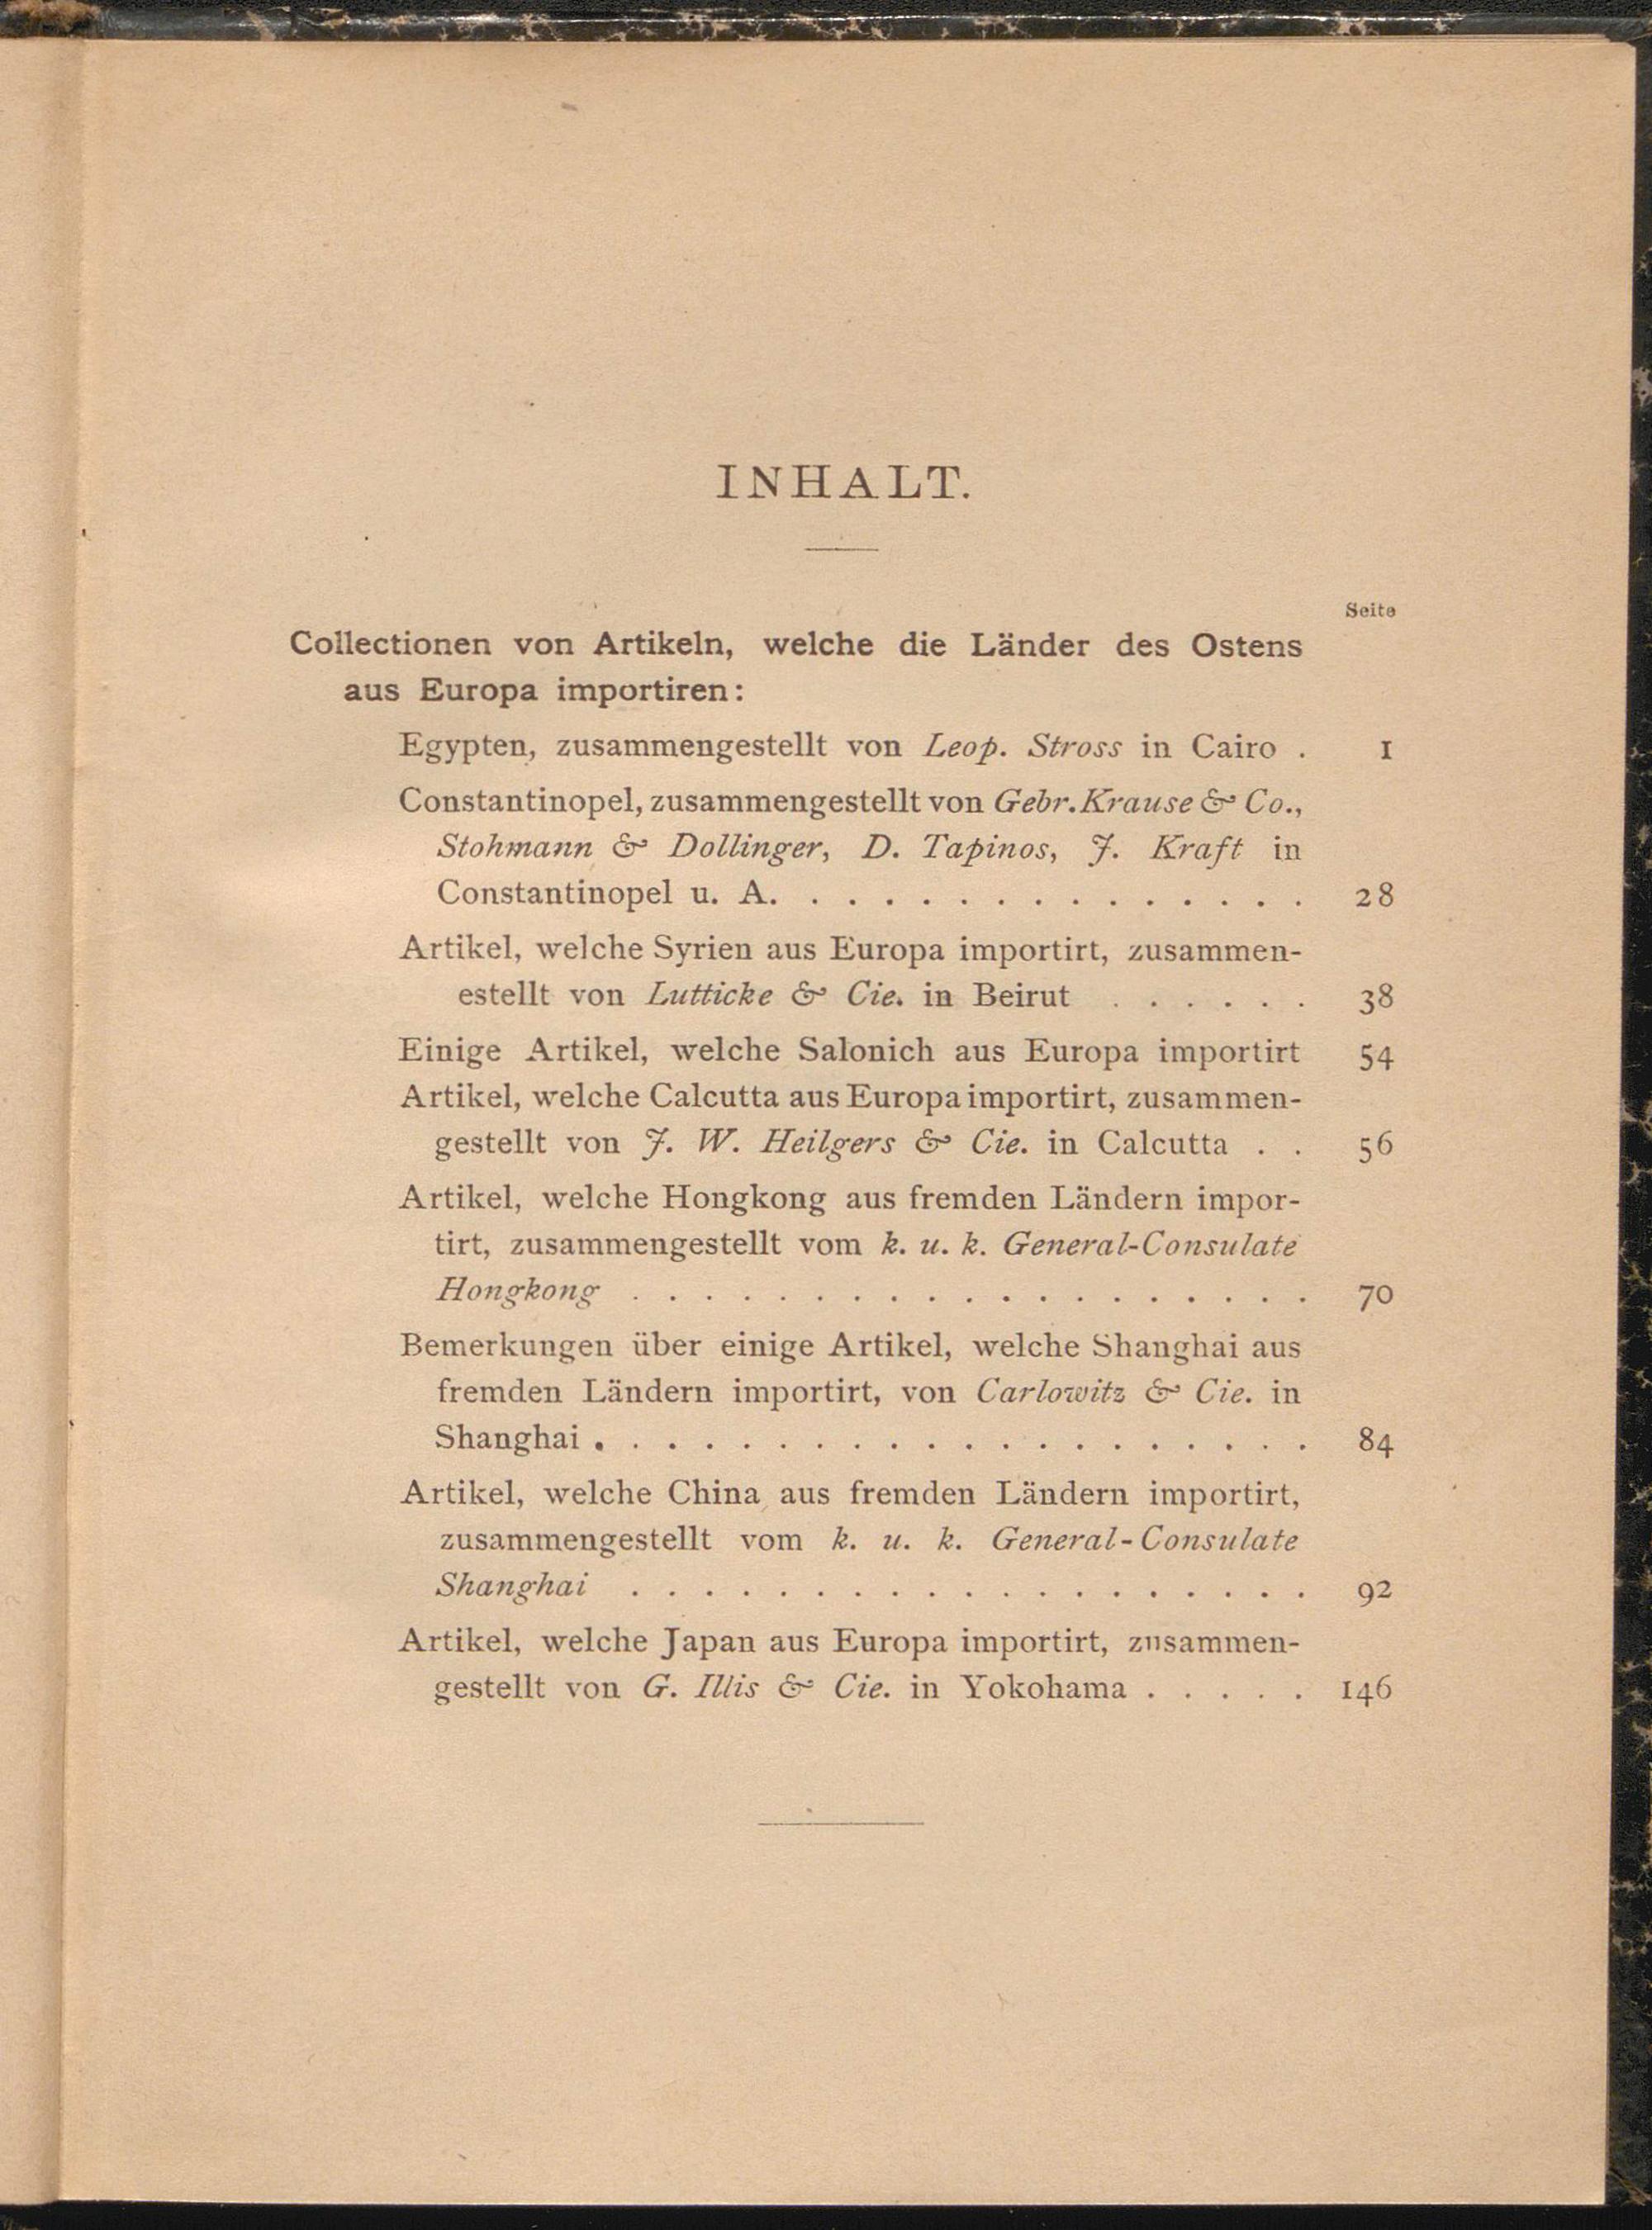 INHALT.
Seite
Collectionen von Artikeln, welche die Länder des Ostens
aus Europa importiren:
Egypten, zusammengestellt von Leop. Stross in Cairo . 1
Constantinopel, zusammengestellt von Gebr. Krause & Co.,
Stohmann & Dollinger, D. Tapinos, J. Kraft in
Constantinopel u. A. . . . . . . . . . . . . . . 28
Artikel, welche Syrien aus Europa importirt, zusammen-
estellt von Lutticke & Cie. in Beirut . . . . . . 38
Einige Artikel, welche Salonich aus Europa importirt 54
Artikel, welche Calcutta aus Europa importirt, zusammen-
gestellt von J. W. Heilgers & Cie. in Calcutta . . 56
Artikel, welche Hongkong aus fremden Ländern impor-
tirt, zusammengestellt vom k. u. k. General-Consulate
Hongkong . . . . . . . . . . . . . . . . . . . 70
Bemerkungen über einige Artikel, welche Shanghai aus
fremden Ländern importirt, von Carlowitz & Cie. in
Shanghai . . . . . . . . . . . . . . . . . . . . 84
Artikel, welche China aus fremden Ländern importirt,
zusammengestellt vom k. u. k. General-Consulate
Shanghai . . . . . . . . . . . . . . . . . . . 92
Artikel, welche Japan aus Europa importirt, znsammen-
gestellt von G. Illis & Cie. in Yokohama . . . . . 146